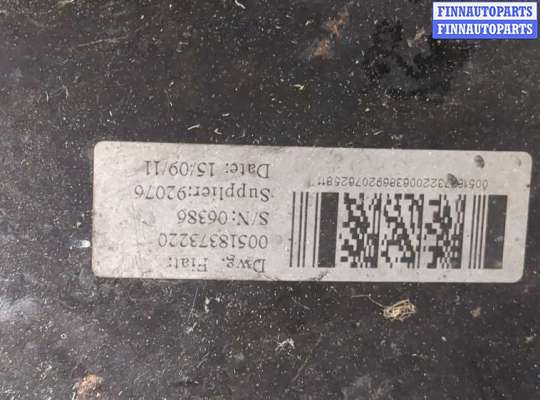 FINNAUTOPARTS
FINNAUTOPARTS
Dwg. Fiat:
00518373220
S/N: 06386
Supplier:92076
Date: 15/09/11